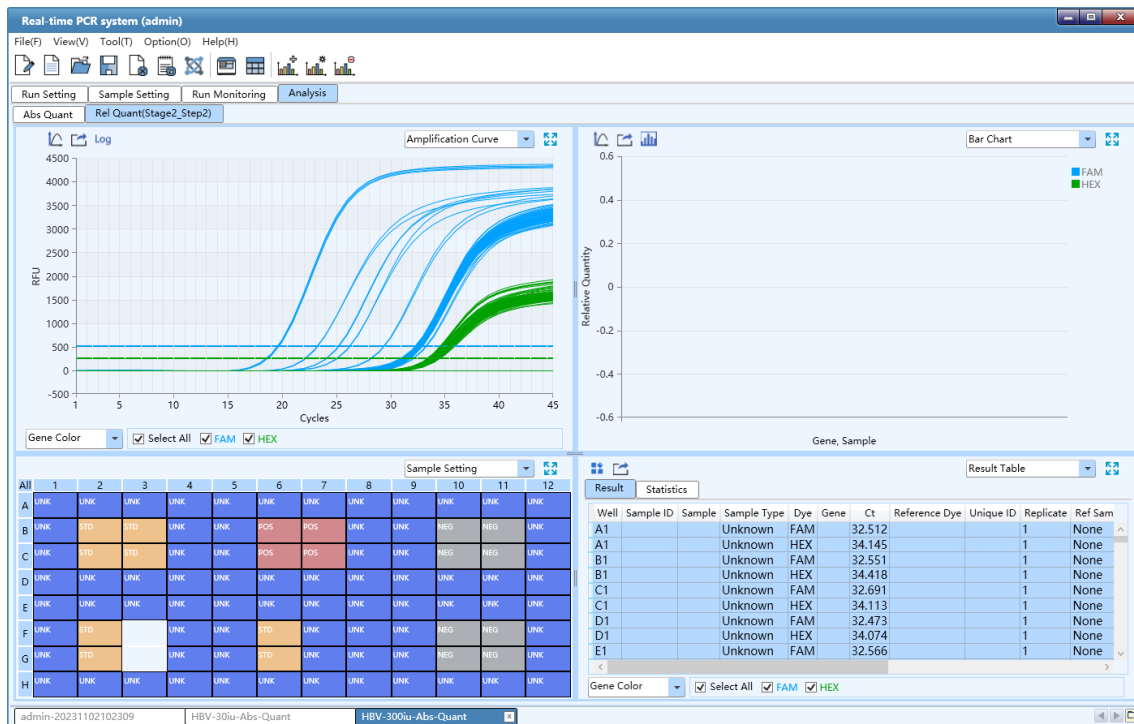 Real-time PCR system (admin)
File(F) View(V) Tool(T) Option(O) Help(H)
Run Setting Sample Setting Run Monitoring Analysis
Abs Quant Rel Quant(Stage2_Step2)
Log Amplification Curve
4500
4000
3500
3000
2500
2000
1500
1000
500
0
-500
RFU
1 5 10 15 20 25 30 35 40 45
Cycles
Gene Color Select All FAM HEX
Bar Chart
0.6
0.4
0.2
0
-0.2
-0.4
-0.6
Relative Quantity
FAM
HEX
Gene, Sample
Sample Setting
All 1 2 3 4 5 6 7 8 9 10 11 12
A UNK UNK UNK UNK UNK UNK UNK UNK UNK UNK UNK UNK
B UNK STD STD UNK UNK POS POS UNK UNK NEG NEG UNK
C UNK STD STD UNK UNK POS POS UNK UNK NEG NEG UNK
D UNK UNK UNK UNK UNK UNK UNK UNK UNK UNK UNK UNK
E UNK UNK UNK UNK UNK UNK UNK UNK UNK UNK UNK UNK
F UNK STD UNK UNK STD UNK UNK UNK NEG NEG UNK
G UNK STD UNK UNK STD UNK UNK UNK NEG NEG UNK
H UNK UNK UNK UNK UNK UNK UNK UNK UNK UNK UNK UNK
Result Table
Result Statistics
Well Sample ID Sample Sample Type Dye Gene Ct Reference Dye Unique ID Replicate Ref Sam
A1 Unknown FAM 32.512 1 None
A1 Unknown HEX 34.145 1 None
B1 Unknown FAM 32.551 1 None
B1 Unknown HEX 34.418 1 None
C1 Unknown FAM 32.691 1 None
C1 Unknown HEX 34.113 1 None
D1 Unknown FAM 32.473 1 None
D1 Unknown HEX 34.074 1 None
E1 Unknown FAM 32.566 1 None
Gene Color Select All FAM HEX
admin-20231102102309 HBV-30iu-Abs-Quant HBV-300iu-Abs-Quant